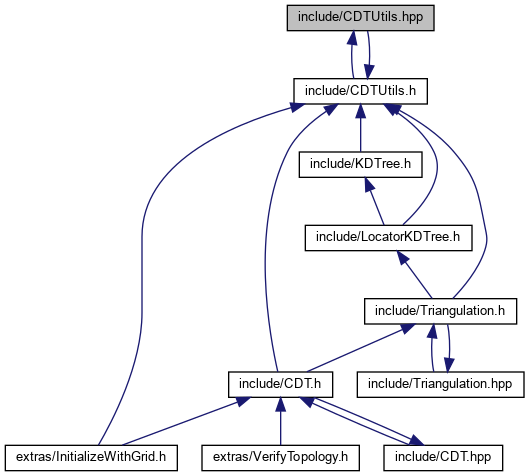 include/CDTUtils.hpp
include/CDTUtils.h
include/KDTree.h
include/LocatorKDTree.h
include/Triangulation.h
include/CDT.h
include/Triangulation.hpp
extras/InitializeWithGrid.h
extras/VerifyTopology.h
include/CDT.hpp